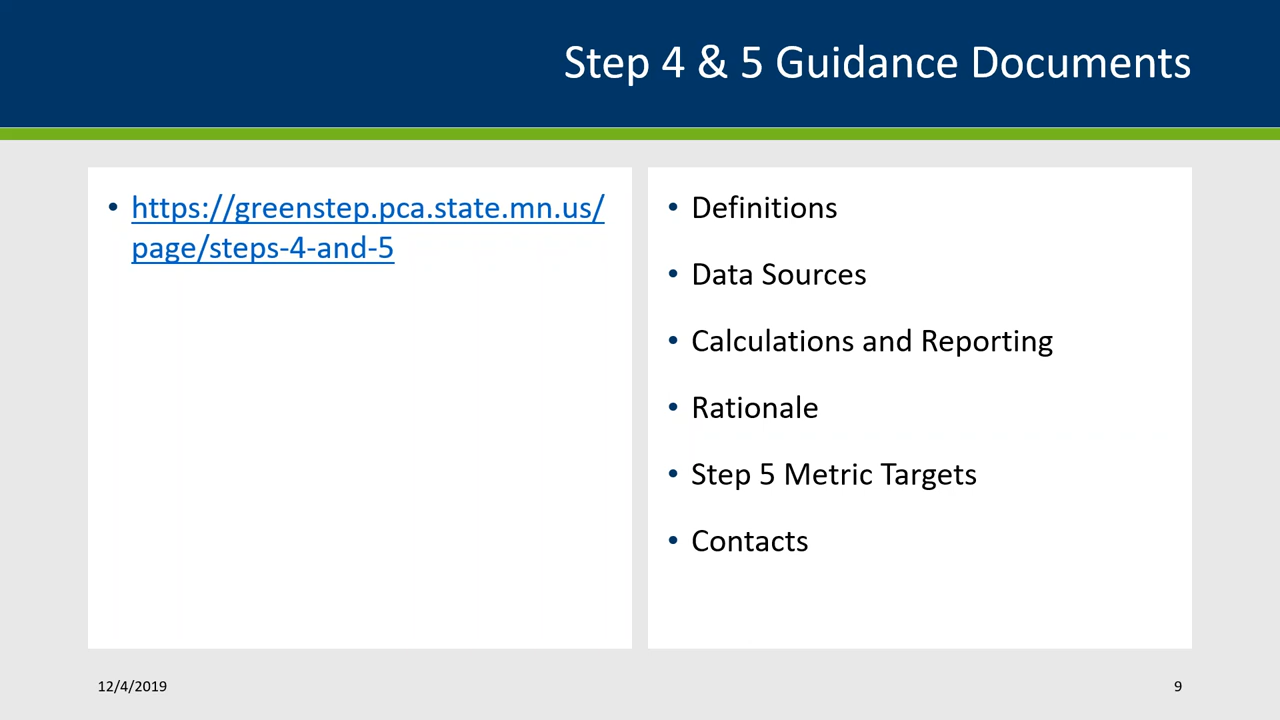 Step 4 & 5 Guidance Documents
• https://greenstep.pca.state.mn.us/
page/steps-4-and-5
• Definitions
• Data Sources
• Calculations and Reporting
• Rationale
• Step 5 Metric Targets
• Contacts
12/4/2019
9